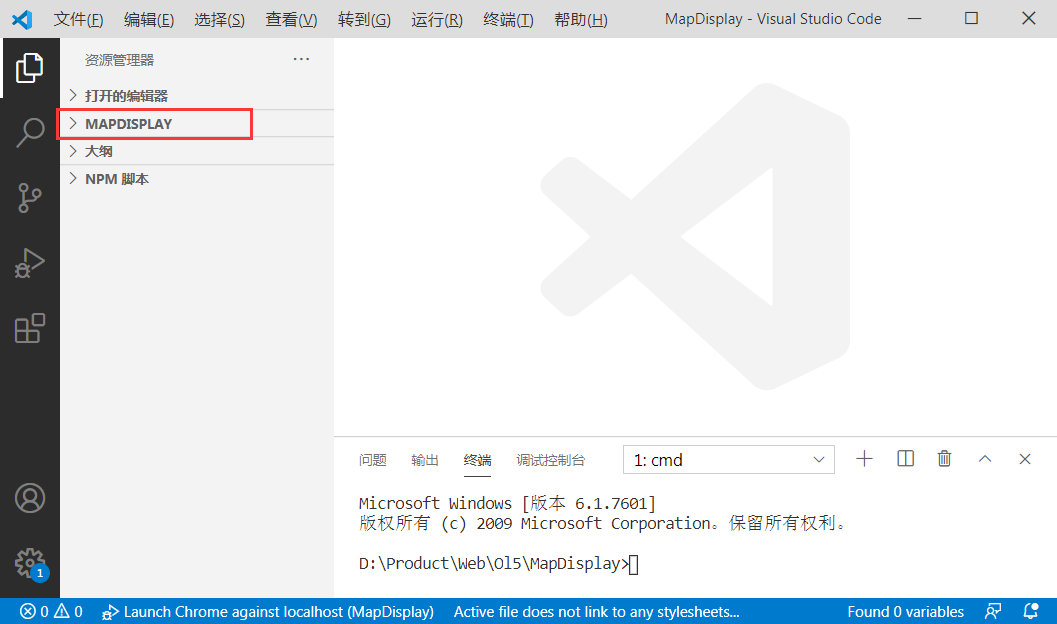 文件(F) 编辑(E) 选择(S) 查看(V) 转到(G) 运行(R) 终端(T) 帮助(H) MapDisplay - Visual Studio Code
资源管理器
打开的编辑器
MAPDISPLAY
大纲
NPM 脚本
问题 输出 终端 调试控制台 1: cmd
Microsoft Windows [版本 6.1.7601]
版权所有 (c) 2009 Microsoft Corporation。保留所有权利。
D:\Product\Web\Ol5\MapDisplay>
1
0 0 Launch Chrome against localhost (MapDisplay) Active file does not link to any stylesheets... Found 0 variables